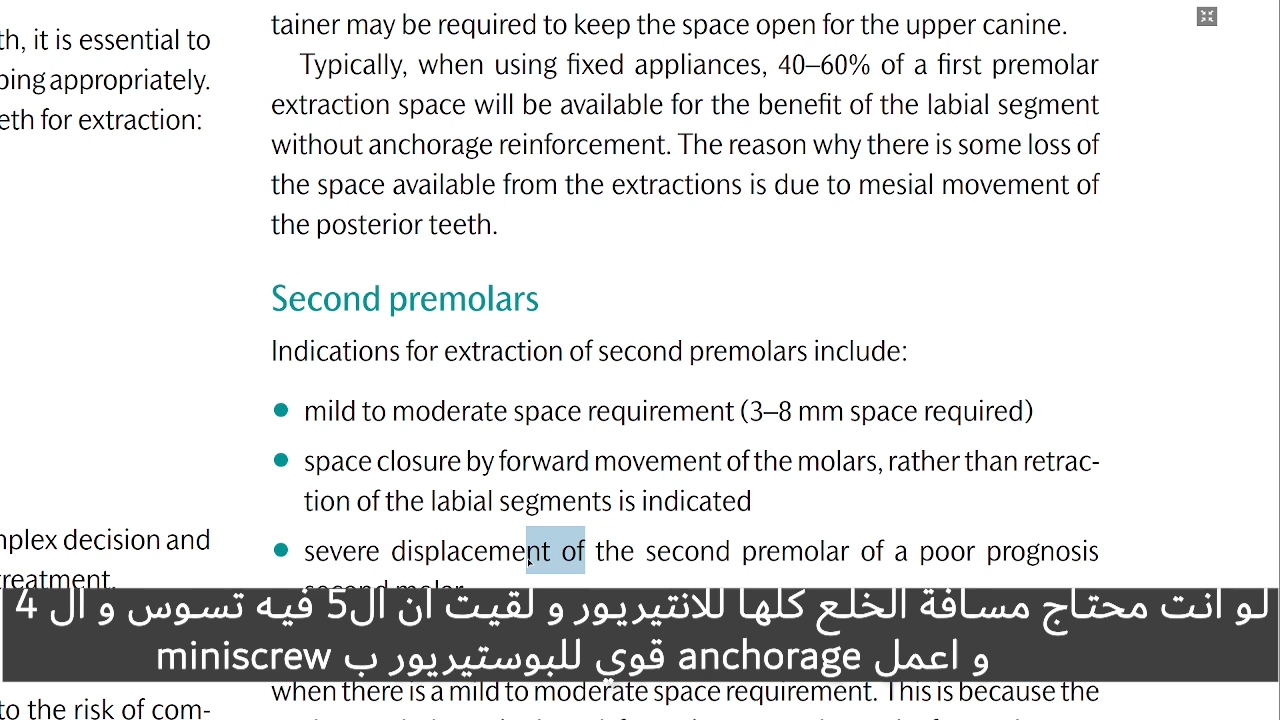 th, it is essential to
ping appropriately.
eth for extraction:
mplex decision and
treatment.
to the risk of com-
tainer may be required to keep the space open for the upper canine.
Typically, when using fixed appliances, 40–60% of a first premolar
extraction space will be available for the benefit of the labial segment
without anchorage reinforcement. The reason why there is some loss of
the space available from the extractions is due to mesial movement of
the posterior teeth.
Second premolars
Indications for extraction of second premolars include:
● mild to moderate space requirement (3–8 mm space required)
● space closure by forward movement of the molars, rather than retrac-
tion of the labial segments is indicated
● severe displacement of the second premolar of a poor prognosis
second molar
لو انت محتاج مسافة الخلع كلها للانتيريور و لقيت ان ال5 فيه تسوس و ال 4
و اعمل anchorage قوي للبوستيريور ب miniscrew
when there is a mild to moderate space requirement. This is because the